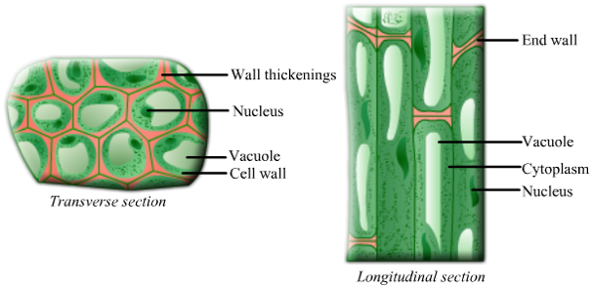 Wall thickenings
Nucleus
Vacuole
Cell wall
Transverse section
End wall
Vacuole
Cytoplasm
Nucleus
Longitudinal section